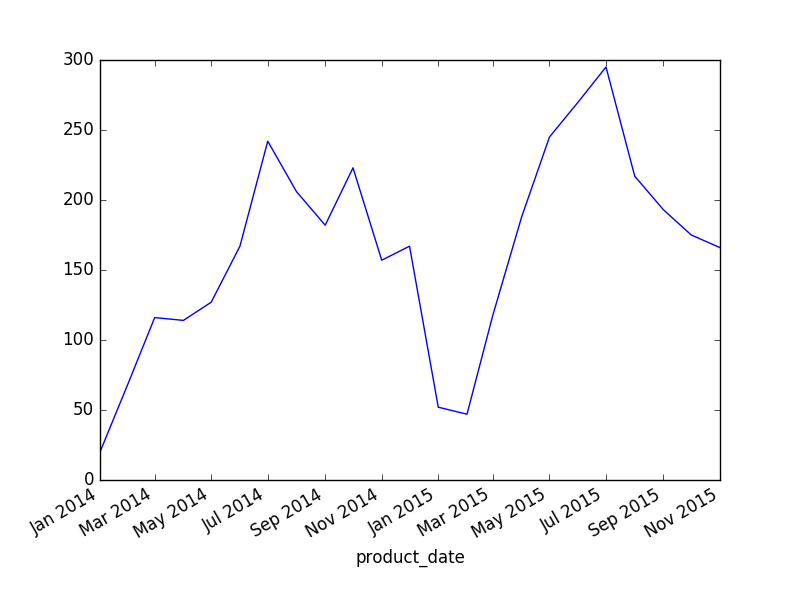 300
250
200
150
100
50
0
Jan 2014
Mar 2014
May 2014
Jul 2014
Sep 2014
Nov 2014
Jan 2015
Mar 2015
May 2015
Jul 2015
Sep 2015
Nov 2015
product_date